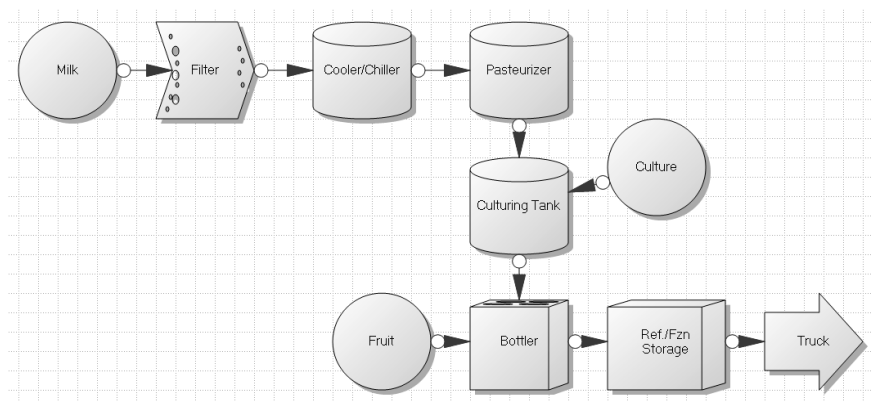 Milk
Filter
Cooler/Chiller
Pasteurizer
Culture
Culturing Tank
Fruit
Bottler
Ref./Fzn
Storage
Truck